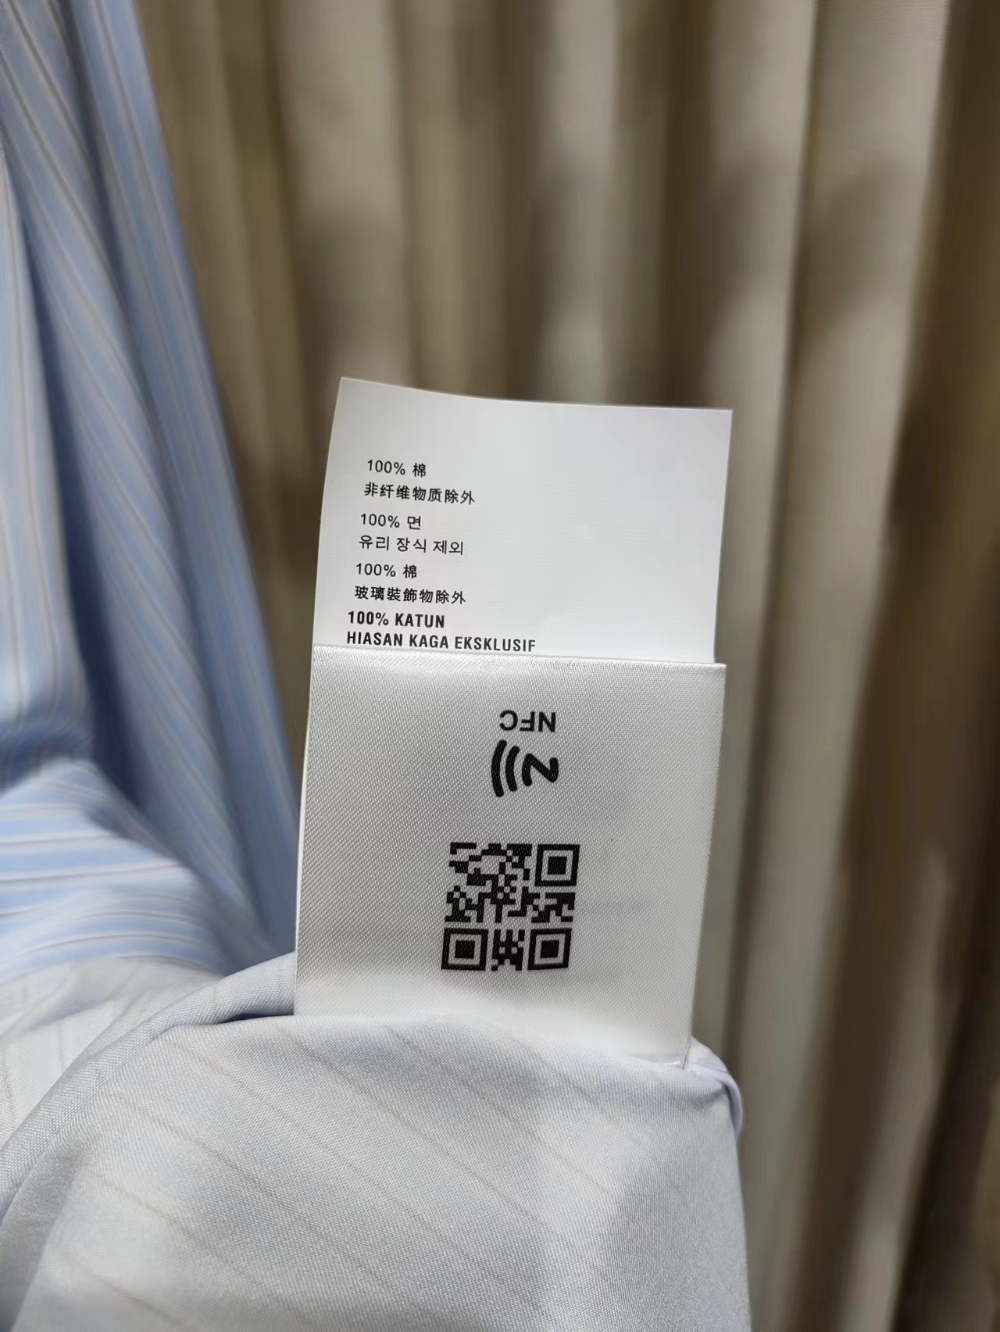 100% 棉
非纤维物质除外
100% 면
유리 장식 제외
100% 棉
玻璃裝飾物除外
100% KATUN
HIASAN KAGA EKSKLUSIF
NFC